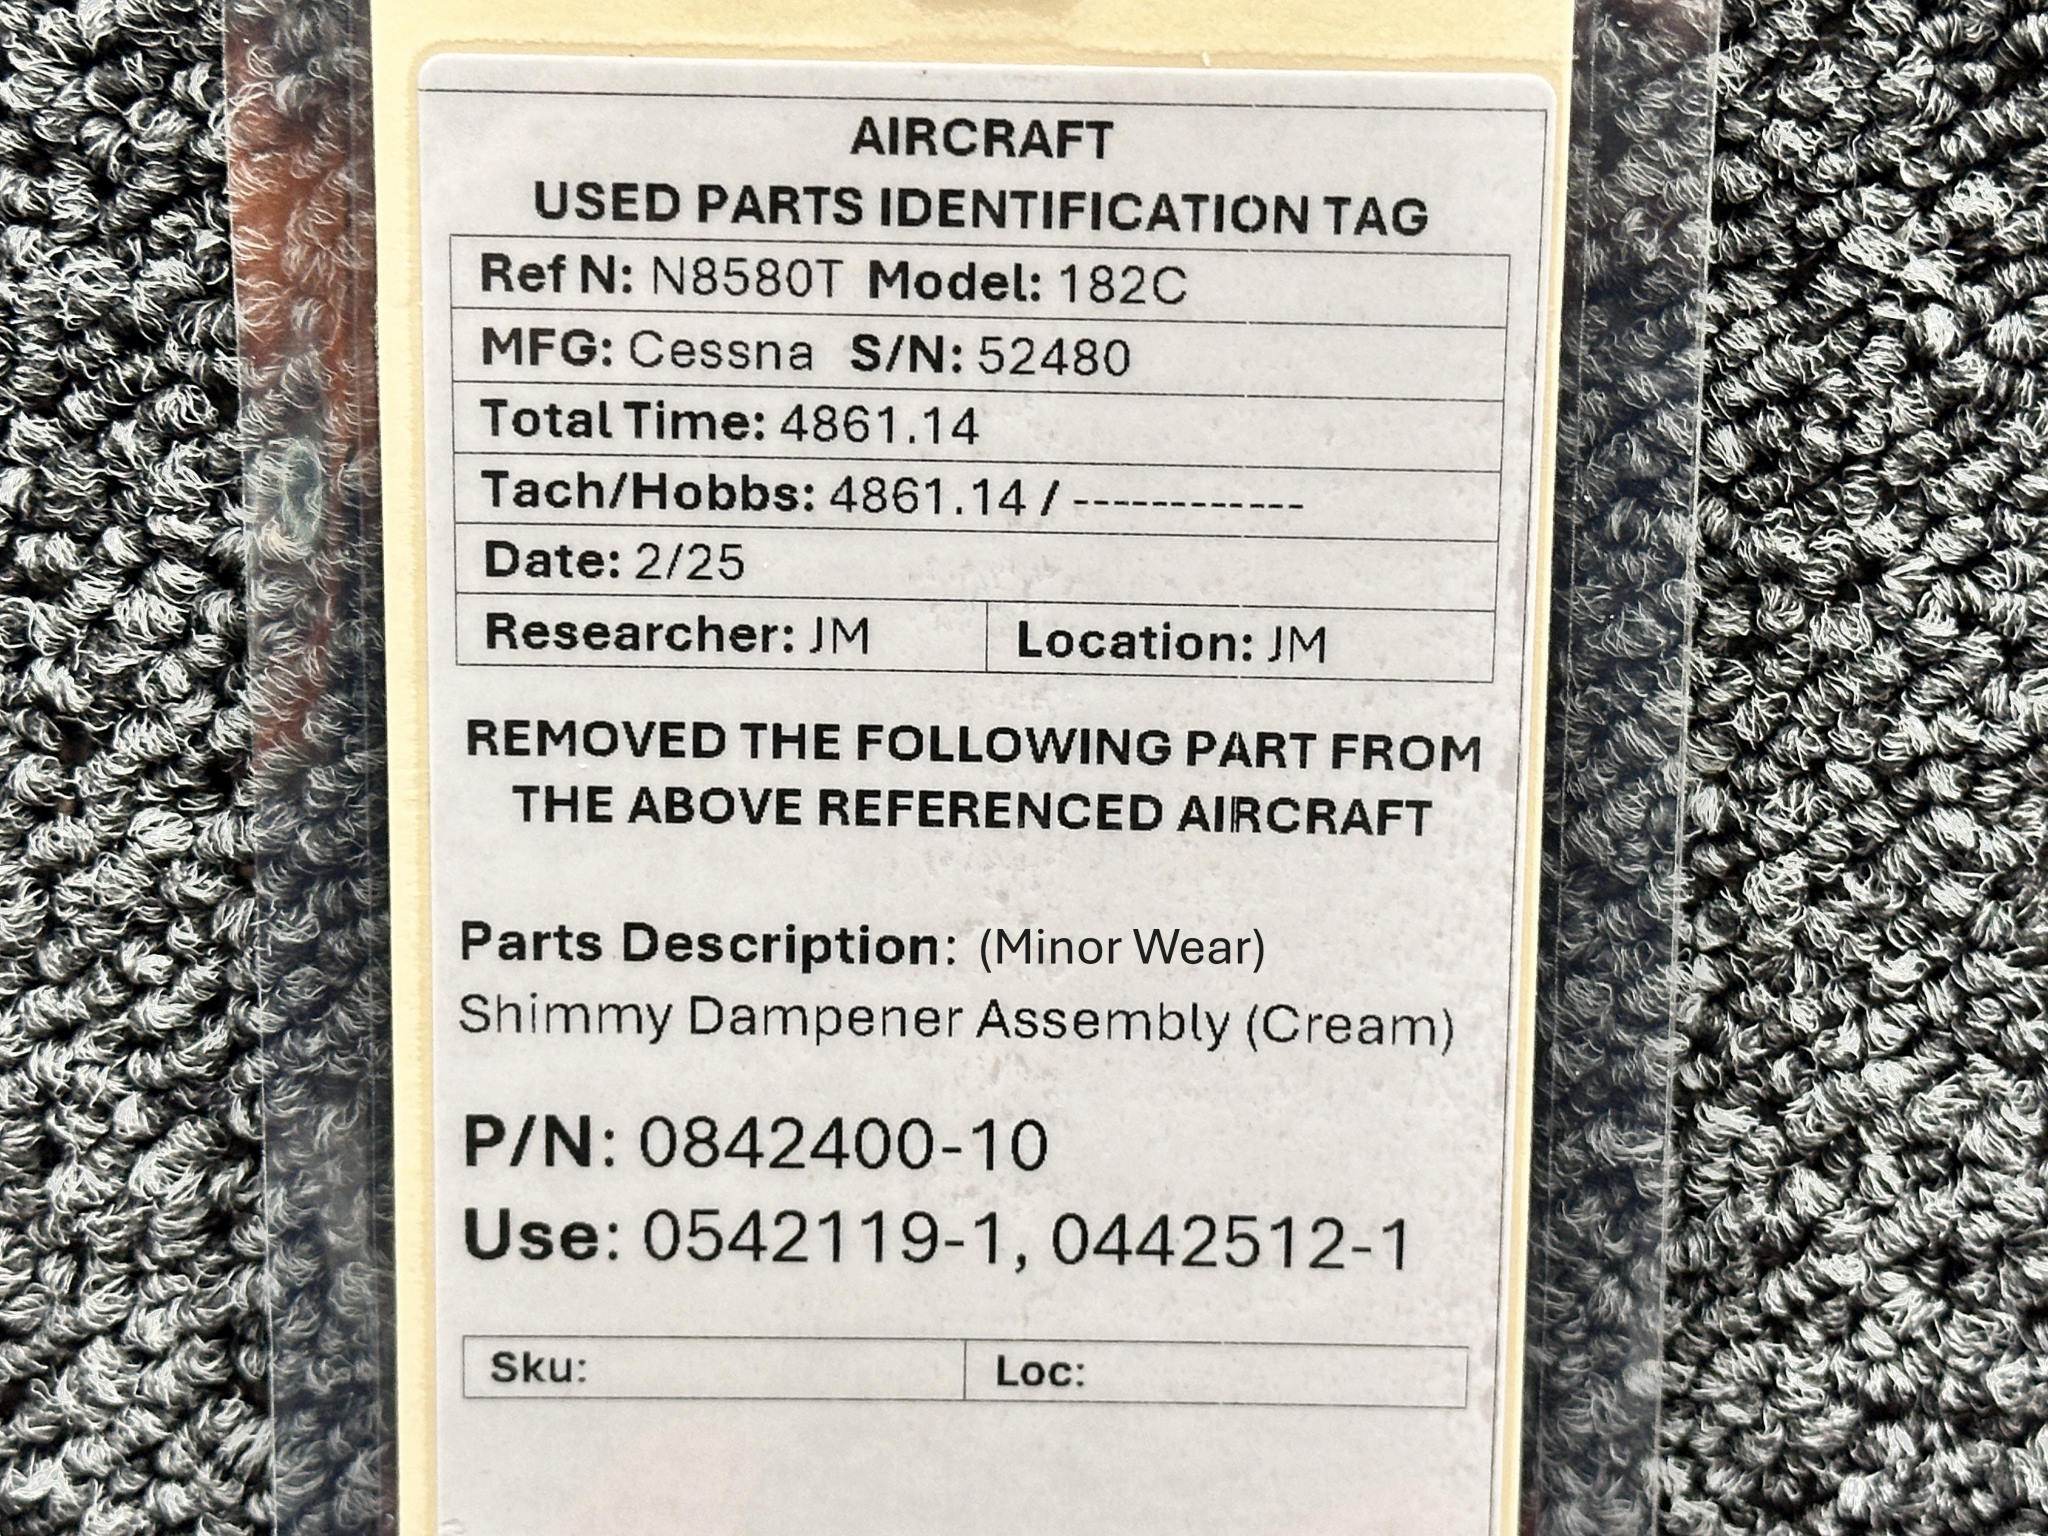 AIRCRAFT
USED PARTS IDENTIFICATION TAG
Ref N: N8580T Model: 182C
MFG: Cessna S/N: 52480
Total Time: 4861.14
Tach/Hobbs: 4861.14 / ------------
Date: 2/25
Researcher: JM Location: JM
REMOVED THE FOLLOWING PART FROM
THE ABOVE REFERENCED AIRCRAFT
Parts Description: (Minor Wear)
Shimmy Dampener Assembly (Cream)
P/N: 0842400-10
Use: 0542119-1, 0442512-1
Sku: Loc: